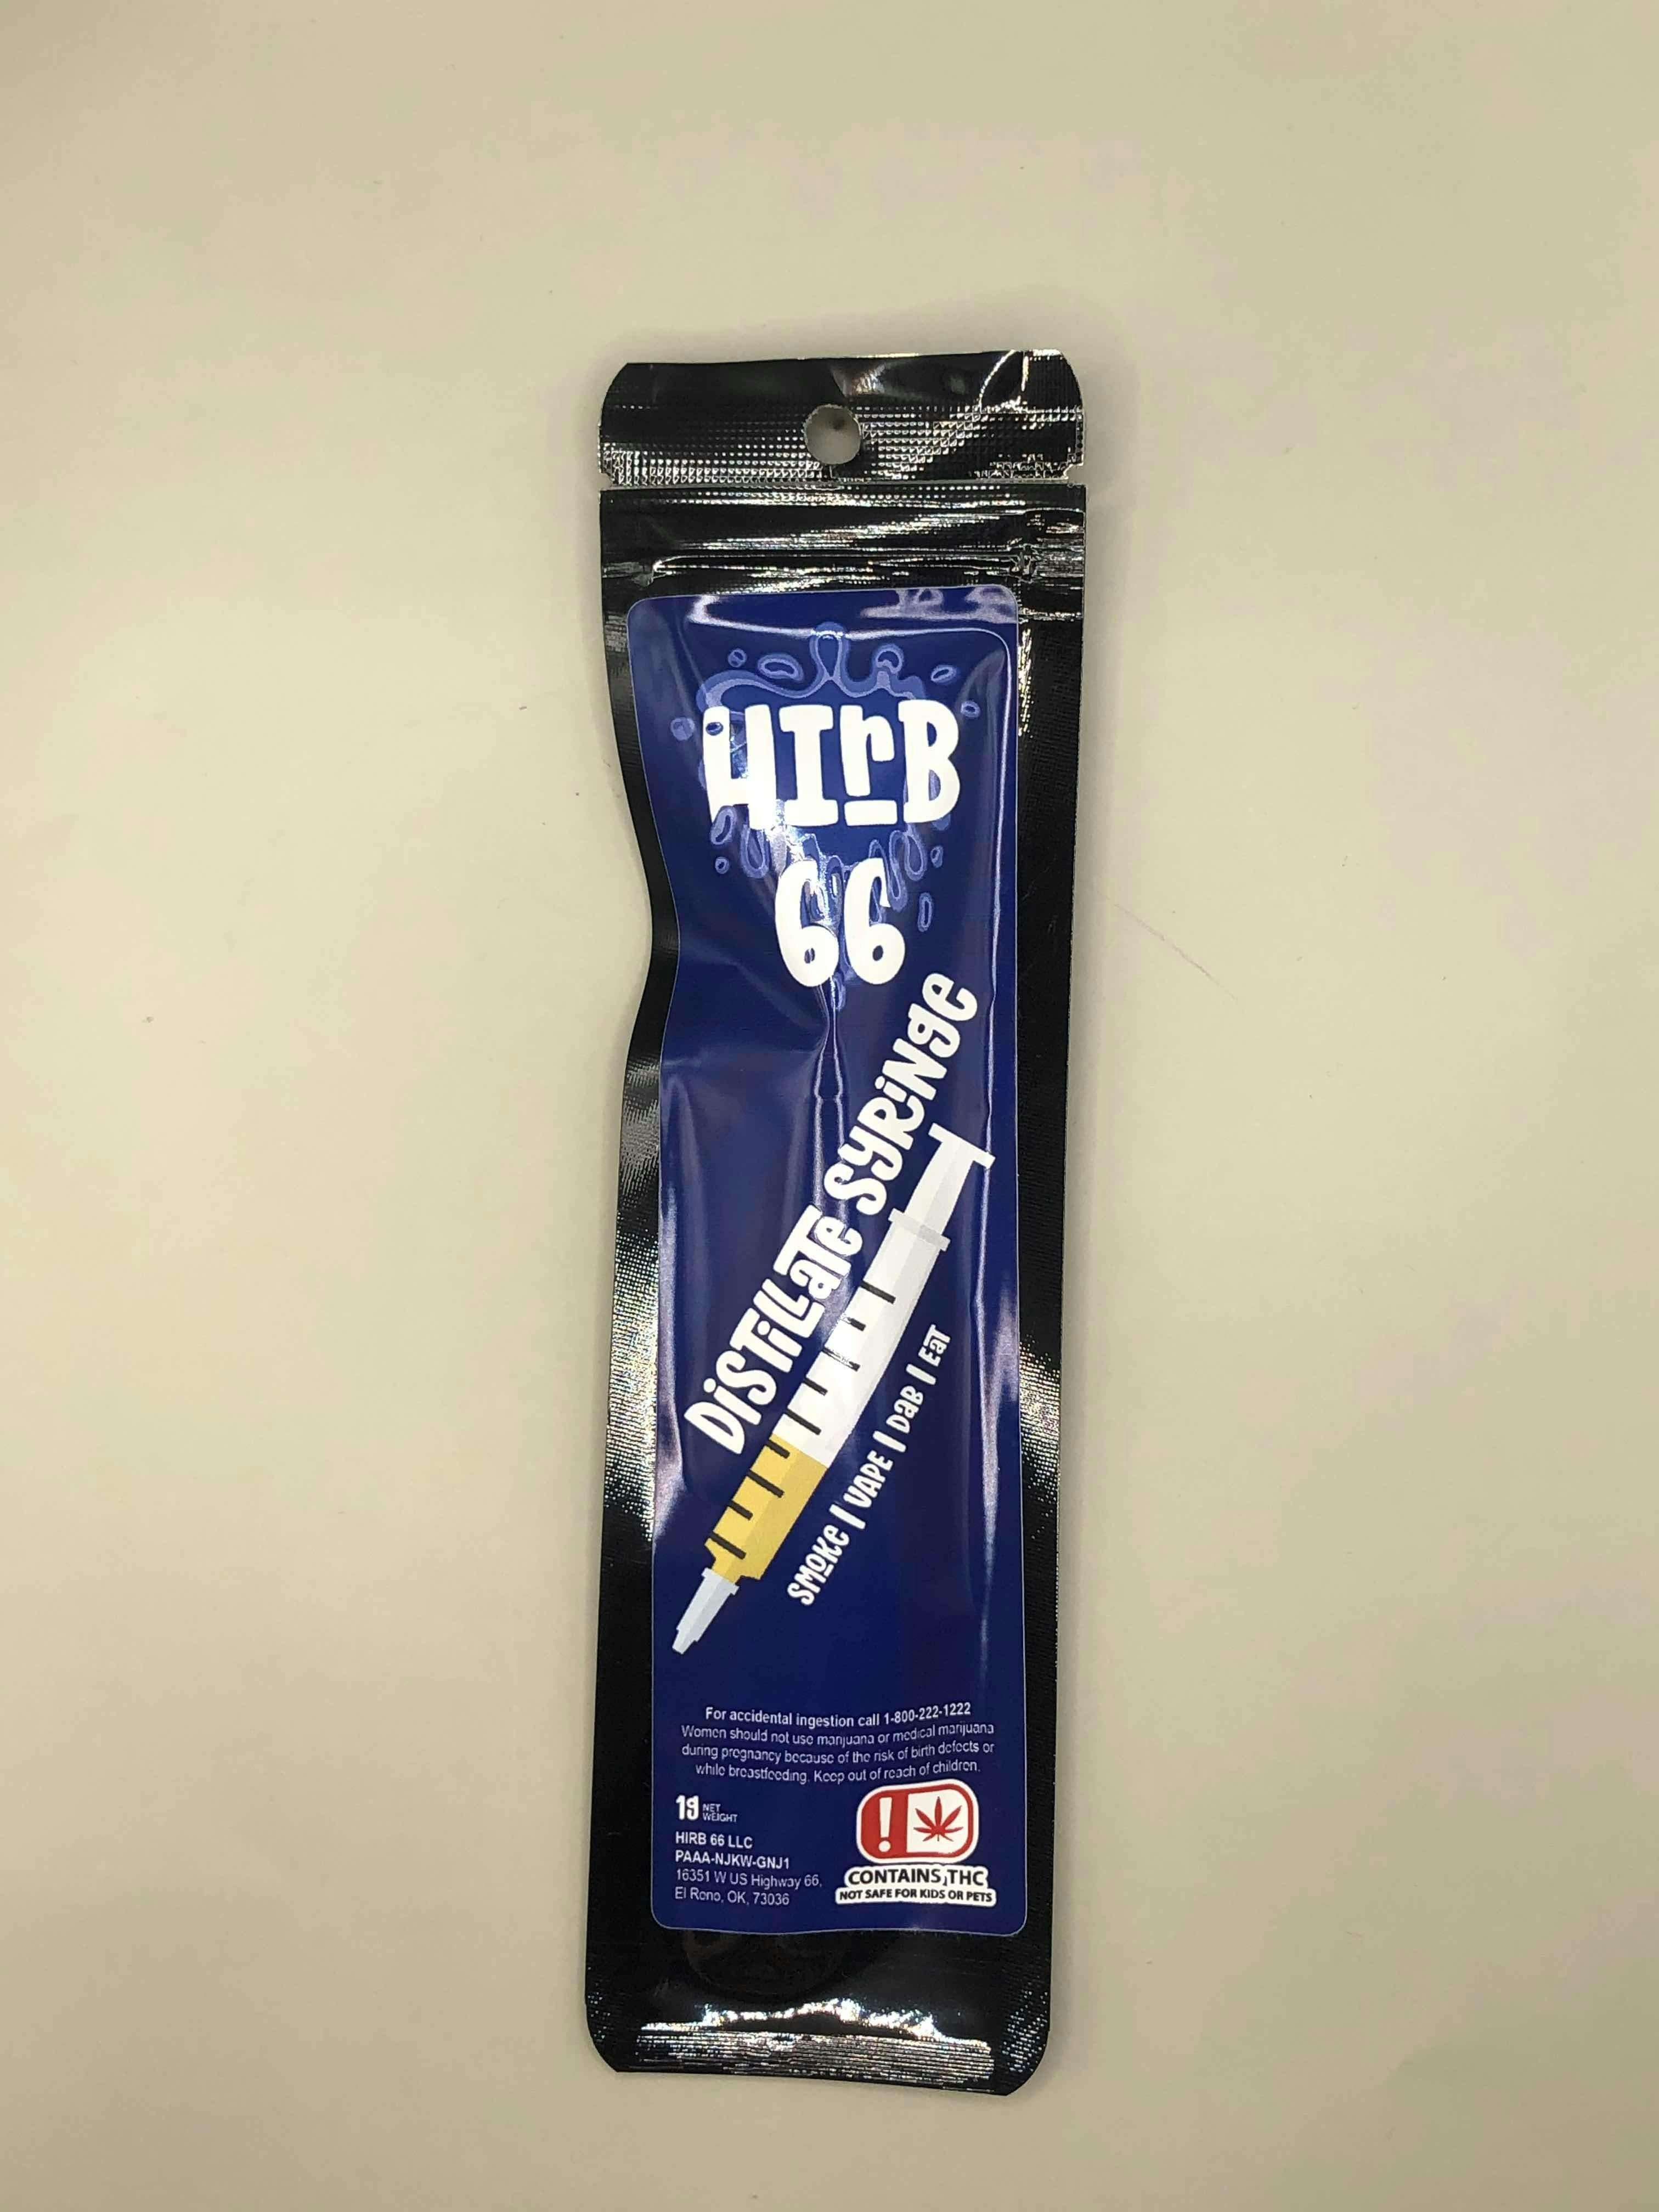 HIrB
66
DiSTiLLaTe SYRiNge
SMoKe | VAPE | DaB | EaT
For accidental ingestion call 1-800-222-1222
Women should not use marijuana or medical marijuana
during pregnancy because of the risk of birth defects or
while breastfeeding. Keep out of reach of children.
1g NET
WEIGHT
HIRB 66 LLC
PAAA-NJKW-GNJ1
16351 W US Highway 66,
El Reno, OK, 73036
!
CONTAINS THC
NOT SAFE FOR KIDS OR PETS